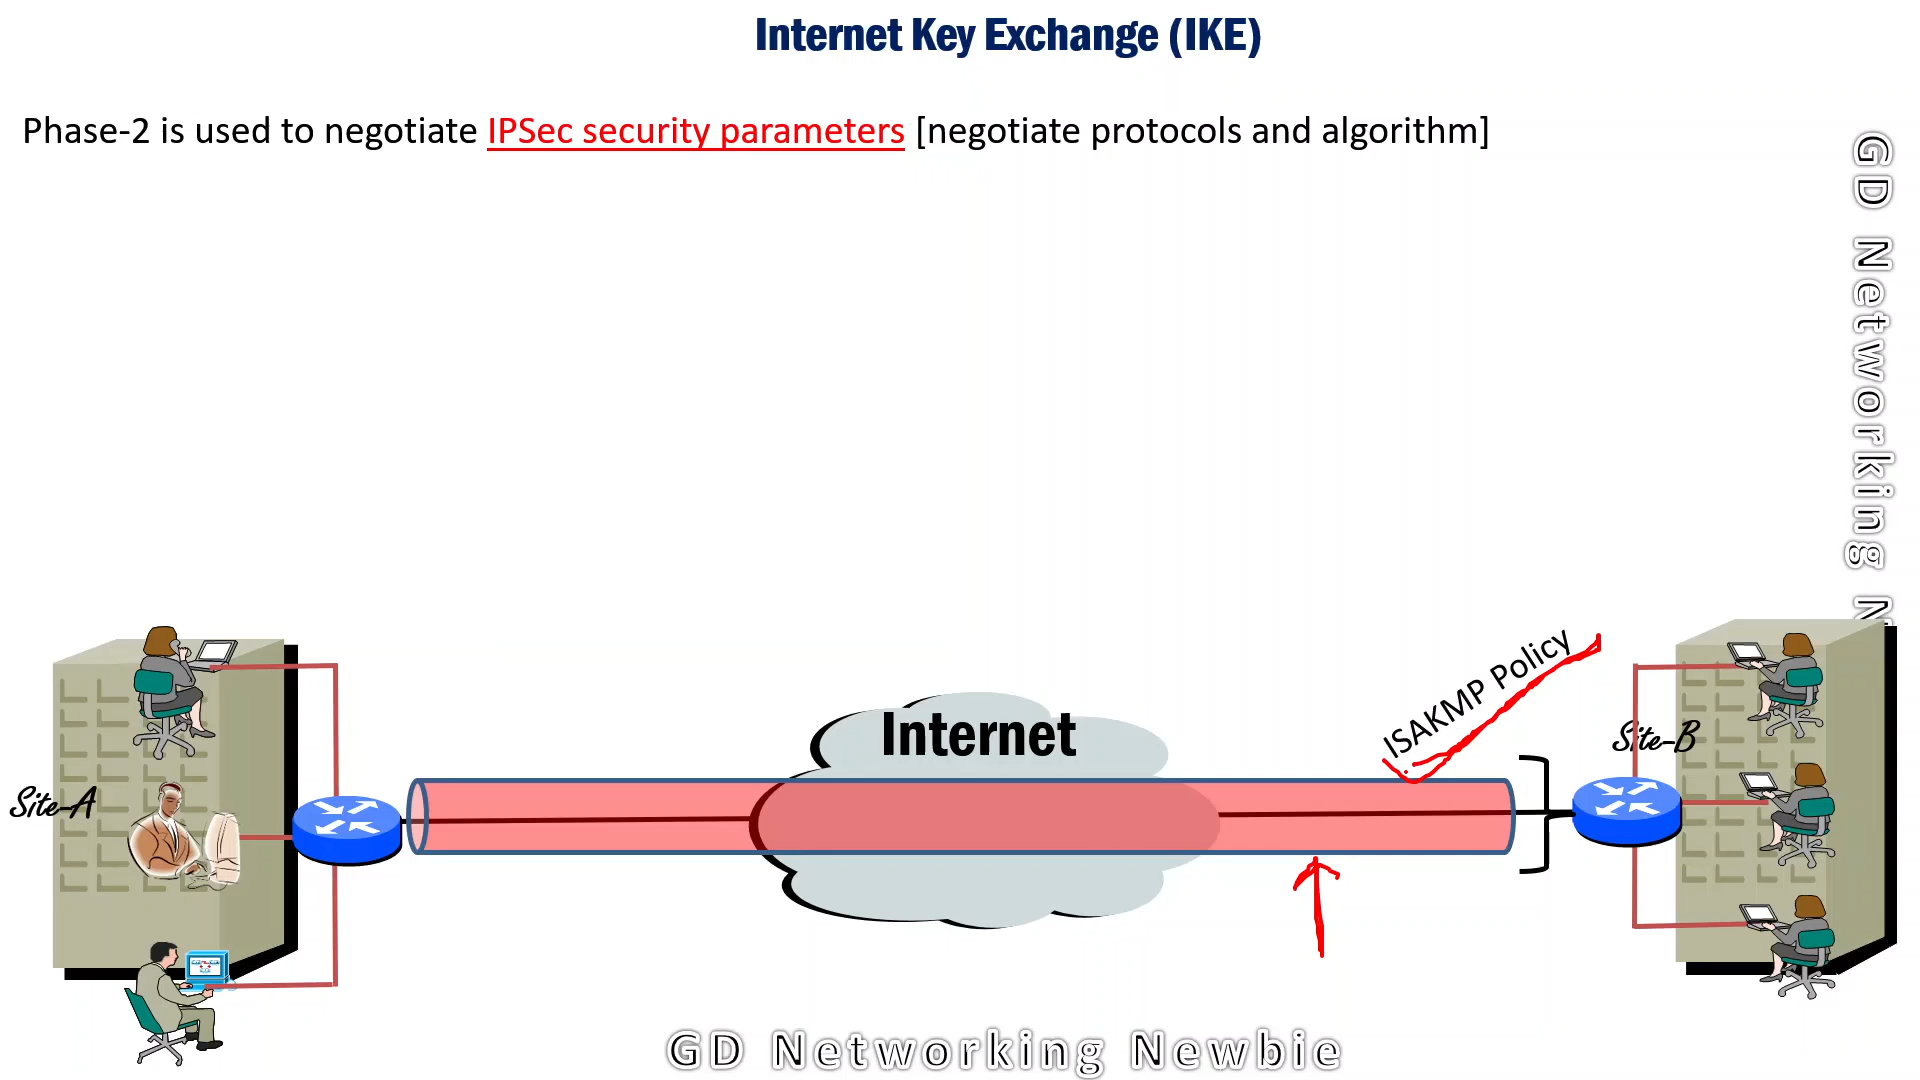 Internet Key Exchange (IKE)
Phase-2 is used to negotiate IPSec security parameters [negotiate protocols and algorithm]
GD Networking N
ISAKMP Policy
Internet
Site-B
Site-A
GD Networking Newbie